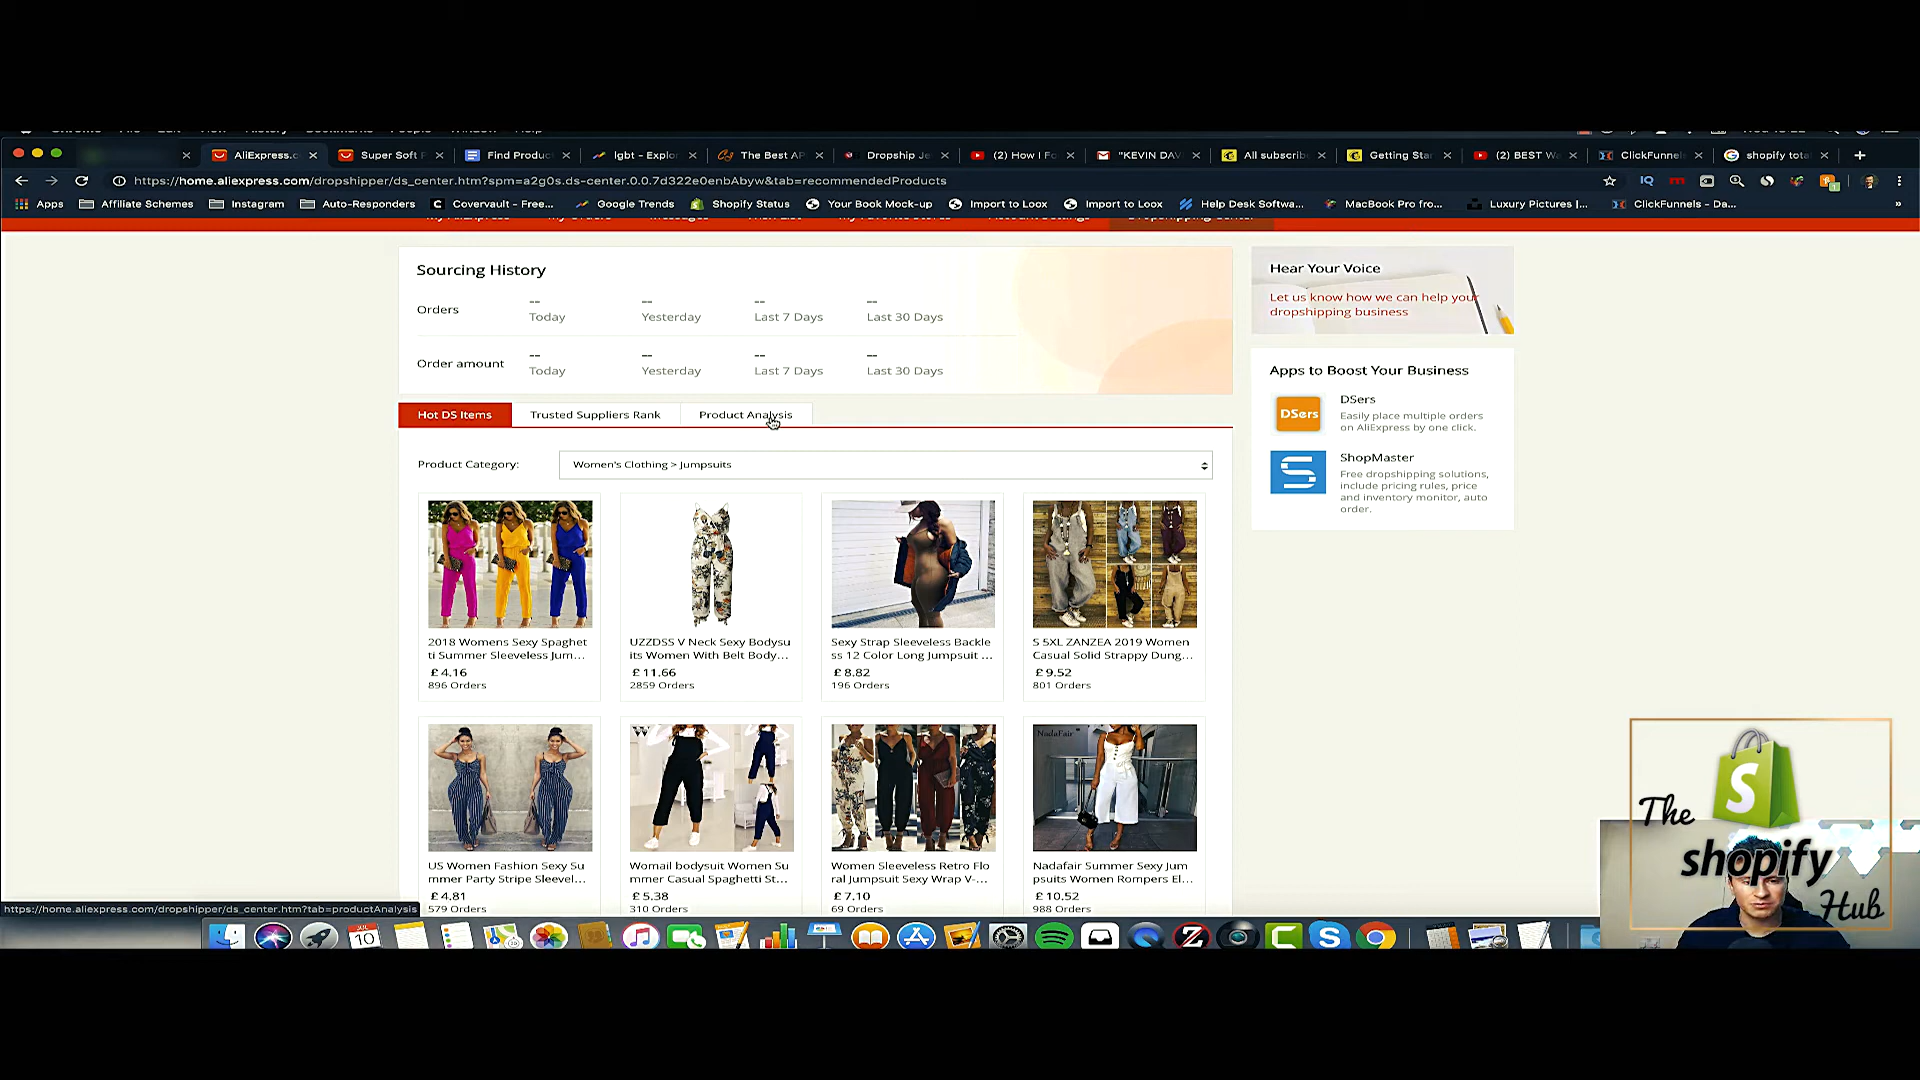 AliExpress.c
Super Soft F
Find Produc
lgbt – Explo
The Best AP
Dropship Je
(2) How I Fo
"KEVIN DAV
All subscrib
Getting Star
(2) BEST W
ClickFunnel
shopify tota
https://home.aliexpress.com/dropshipper/ds_center.htm?spm=a2g0s.ds-center.0.0.7d322e0enbAbyw&tab=recommendedProducts
Apps
Affiliate Schemes
Instagram
Auto-Responders
Covervault - Free...
Google Trends
Shopify Status
Your Book Mock-up
Import to Loox
Import to Loox
Help Desk Softwa...
MacBook Pro fro...
Luxury Pictures |...
ClickFunnels - Da...
Sourcing History
Orders
--
Today
--
Yesterday
--
Last 7 Days
--
Last 30 Days
Order amount
--
Today
--
Yesterday
--
Last 7 Days
--
Last 30 Days
Hear Your Voice
Let us know how we can help your
dropshipping business
Apps to Boost Your Business
DSers
DSers
Easily place multiple orders
on AliExpress by one click.
ShopMaster
Free dropshipping solutions,
include pricing rules, price
and inventory monitor, auto
order.
Hot DS Items
Trusted Suppliers Rank
Product Analysis
Product Category:
Women's Clothing > Jumpsuits
2018 Womens Sexy Spaghet
ti Summer Sleeveless Jum...
£ 4.16
896 Orders
UZZDSS V Neck Sexy Bodysu
its Women With Belt Body...
£ 11.66
2859 Orders
Sexy Strap Sleeveless Backle
ss 12 Color Long Jumpsuit ...
£ 8.82
196 Orders
S 5XL ZANZEA 2019 Women
Casual Solid Strappy Dung...
£ 9.52
801 Orders
NadaFair
US Women Fashion Sexy Su
mmer Party Stripe Sleevel...
£ 4.81
579 Orders
Womail bodysuit Women Su
mmer Casual Spaghetti St...
£ 5.38
310 Orders
Women Sleeveless Retro Flo
ral Jumpsuit Sexy Wrap V-...
£ 7.10
69 Orders
Nadafair Summer Sexy Jum
psuits Women Rompers El...
£ 10.52
988 Orders
https://home.aliexpress.com/dropshipper/ds_center.htm?tab=productAnalysis
JUL
10
The
shopify
Hub